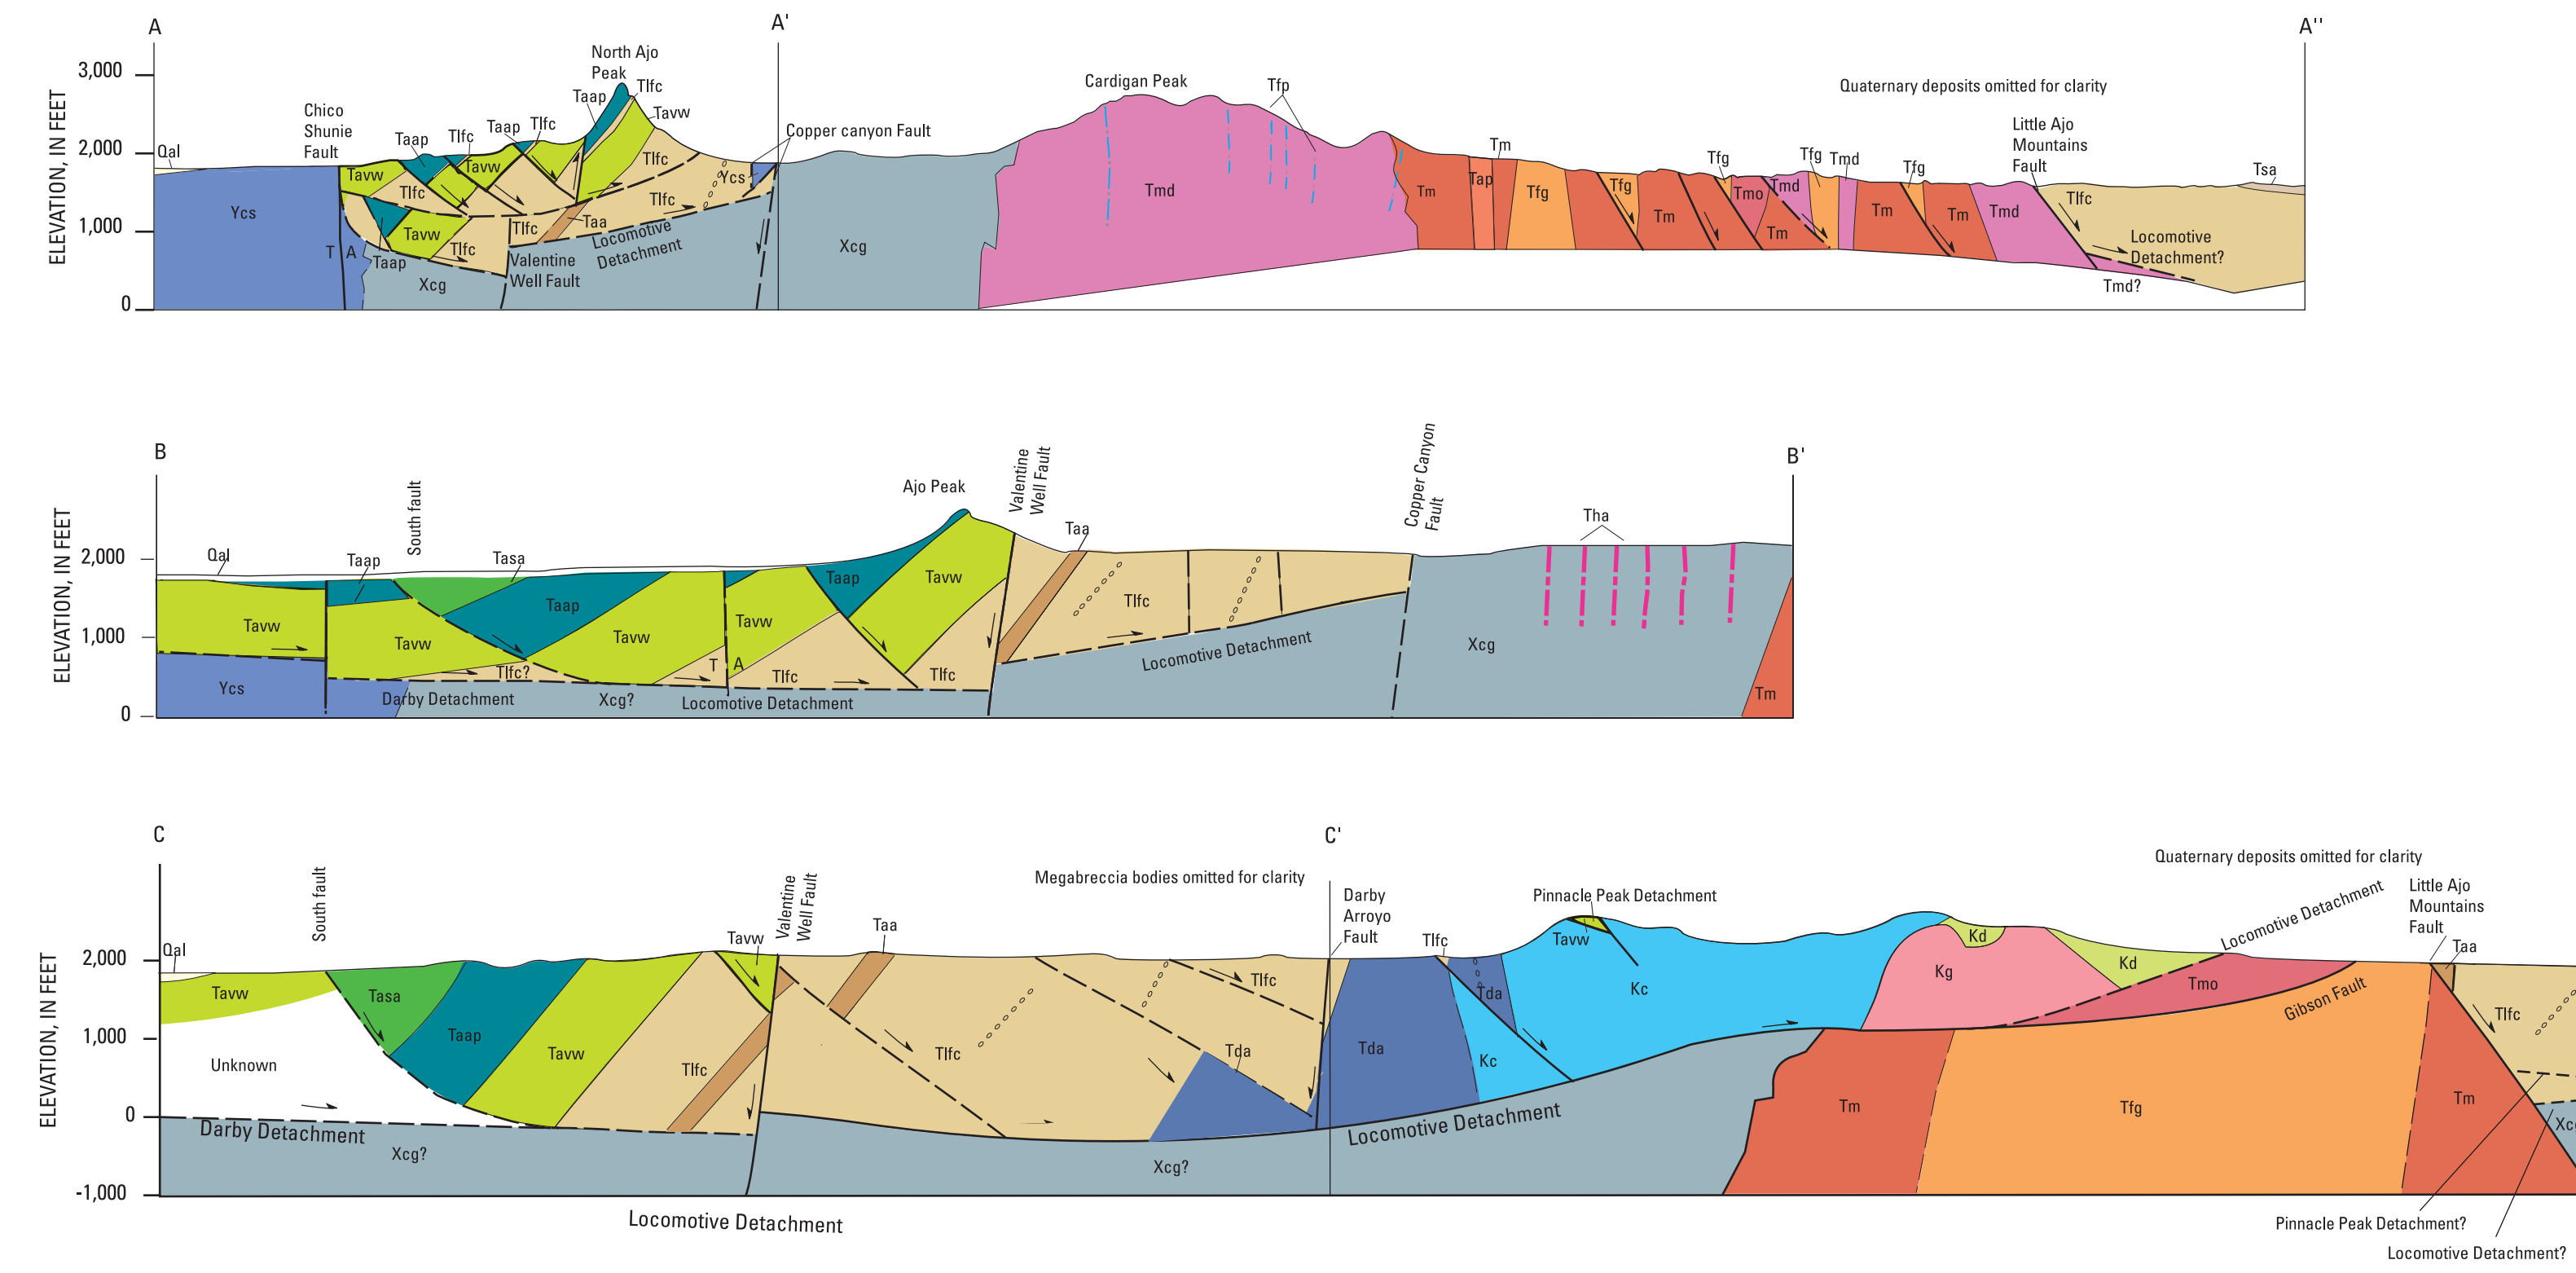 A
A'
A''
North Ajo
Peak
Cardigan Peak
Tfp
Quaternary deposits omitted for clarity
ELEVATION, IN FEET
3,000
2,000
1,000
0
Qal
Chico
Shunie
Fault
Taap
Tlfc
Taap
Tlfc
Taap
Tlfc
Tavw
Copper canyon Fault
Tm
Tfg
Tfg
Tmd
Tfg
Little Ajo
Mountains
Fault
Tsa
Tavw
Tlfc
Tavw
Tlfc
Ycs
Tlfc
Ycs
Tavw
Tlfc
Tlfc
Taa
Locomotive
Detachment
T
A
Taap
Xcg
Valentine
Well Fault
Xcg
Tmd
Tm
Tap
Tfg
Tfg
Tm
Tmo
Tmd
Tm
Tm
Tm
Tmd
Tlfc
Locomotive
Detachment?
Tmd?
B
B'
ELEVATION, IN FEET
2,000
1,000
0
Qal
Taap
South fault
Tasa
Ajo Peak
Valentine
Well Fault
Taa
Copper Canyon
Fault
Tha
Tavw
Tavw
Taap
Tavw
Tavw
Taap
Tavw
Tlfc
Ycs
Tlfc?
T
A
Tlfc
Tlfc
Darby Detachment
Xcg?
Locomotive Detachment
Locomotive Detachment
Xcg
Tm
C
C'
ELEVATION, IN FEET
2,000
1,000
0
-1,000
Qal
South fault
Tavw
Valentine
Well Fault
Taa
Megabreccia bodies omitted for clarity
Darby
Arroyo
Fault
Tlfc
Pinnacle Peak Detachment
Tavw
Quaternary deposits omitted for clarity
Locomotive Detachment
Little Ajo
Mountains
Fault
Taa
Tavw
Tasa
Taap
Tavw
Tlfc
Unknown
Tlfc
Tlfc
Tda
Tda
Tda
Kc
Kc
Kg
Kd
Kd
Tmo
Gibson Fault
Tlfc
Darby Detachment
Xcg?
Xcg?
Locomotive Detachment
Tm
Tfg
Tm
Xc
Locomotive Detachment
Pinnacle Peak Detachment?
Locomotive Detachment?